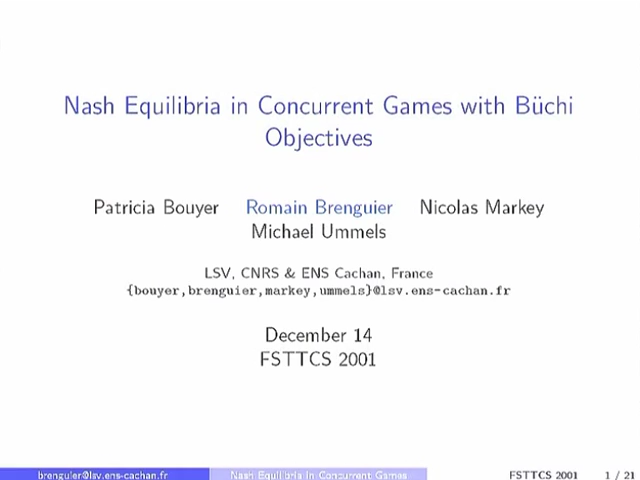 Nash Equilibria in Concurrent Games with Büchi
Objectives
Patricia Bouyer Romain Brenguier Nicolas Markey
Michael Ummels
LSV, CNRS & ENS Cachan, France
{bouyer,brenguier,markey,ummels}@lsv.ens-cachan.fr
December 14
FSTTCS 2001
brenguier@lsv.ens-cachan.fr Nash Equilibria in Concurrent Games FSTTCS 2001 1 / 21